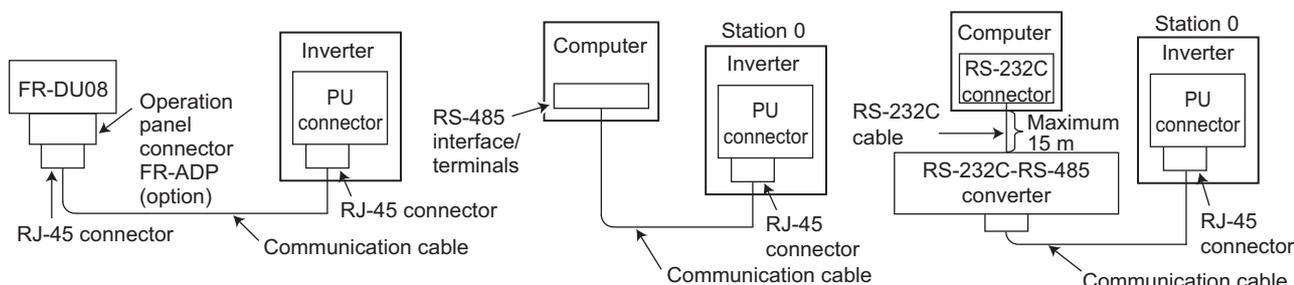 FR-DU08
Operation
panel
connector
FR-ADP
(option)
RJ-45 connector
Inverter
PU
connector
RJ-45 connector
Communication cable
Computer
RS-485
interface/
terminals
Station 0
Inverter
PU
connector
RJ-45
connector
Communication cable
Computer
RS-232C
connector
RS-232C
cable
Maximum
15 m
RS-232C-RS-485
converter
Station 0
Inverter
PU
connector
RJ-45
connector
Communication cable